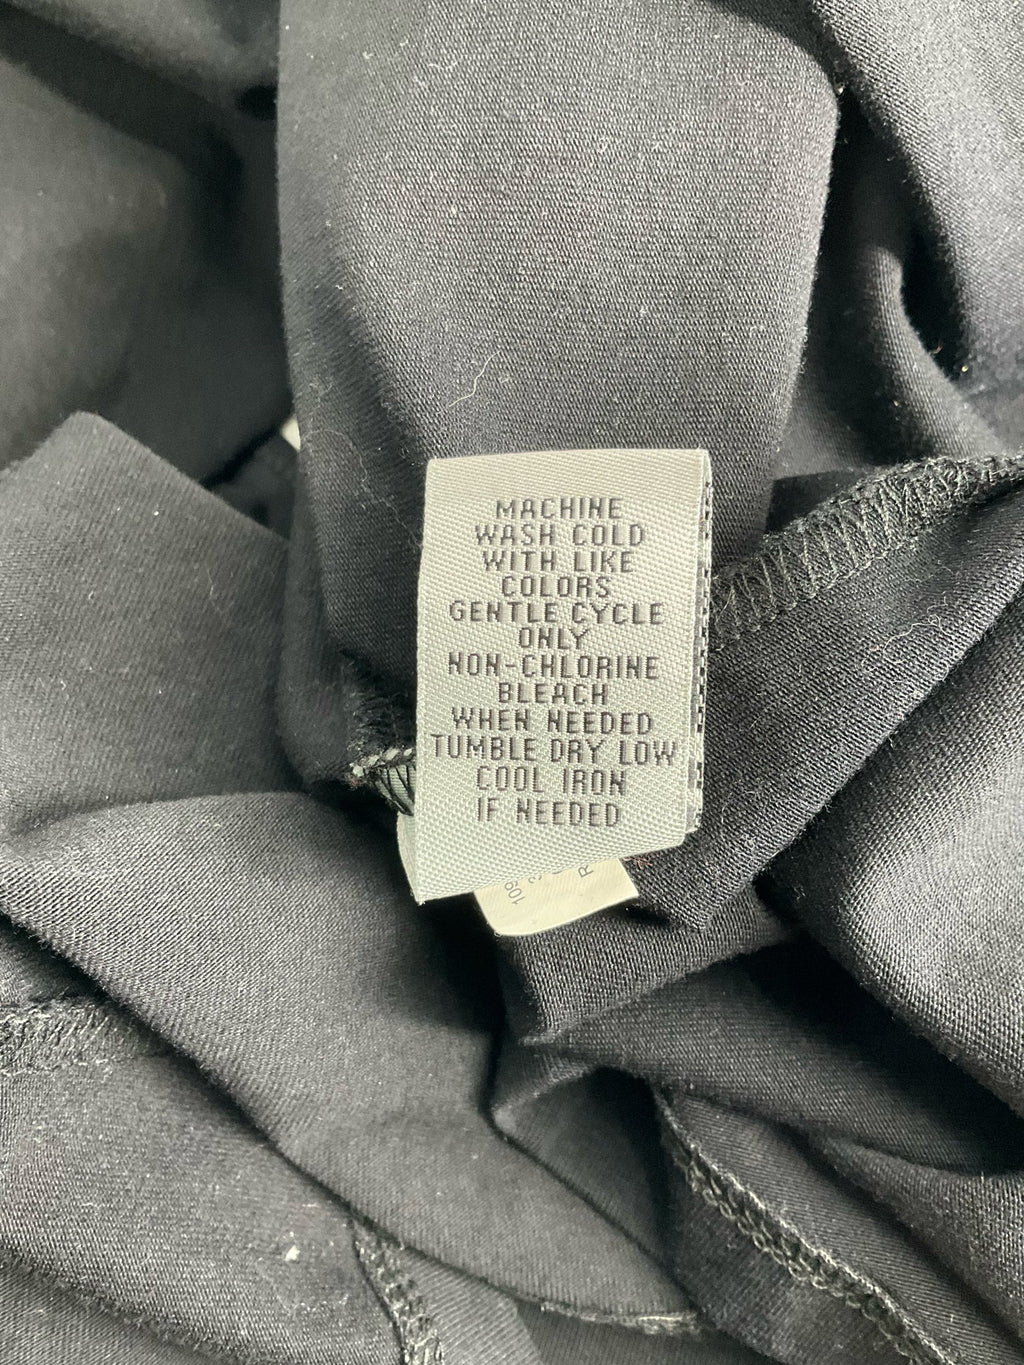 MACHINE
WASH COLD
WITH LIKE
COLORS
GENTLE CYCLE
ONLY
NON-CHLORINE
BLEACH
WHEN NEEDED
TUMBLE DRY LOW
COOL IRON
IF NEEDED